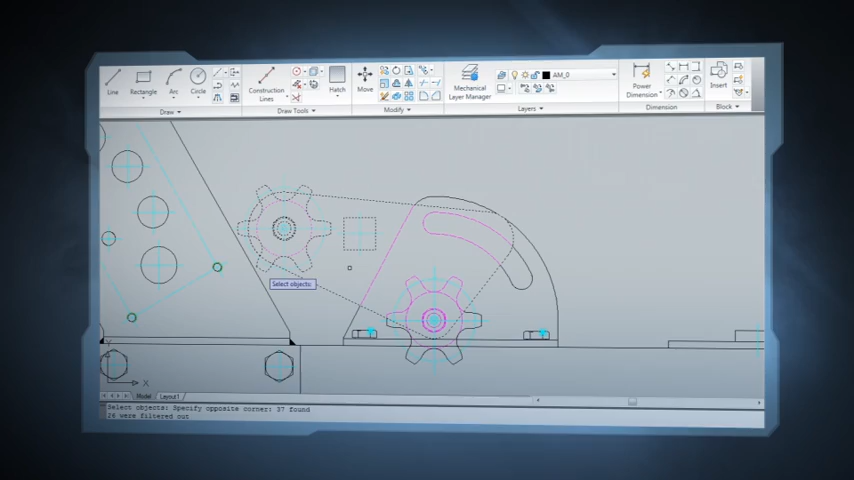 Line
Rectangle
Arc
Circle
Construction
Lines
Hatch
Move
Mechanical
Layer Manager
AM_0
Power
Dimension
Insert
Draw
Draw Tools
Modify
Layers
Dimension
Block
Select objects:
Y
X
Model
Layout1
Select objects: Specify opposite corner: 37 found
26 were filtered out